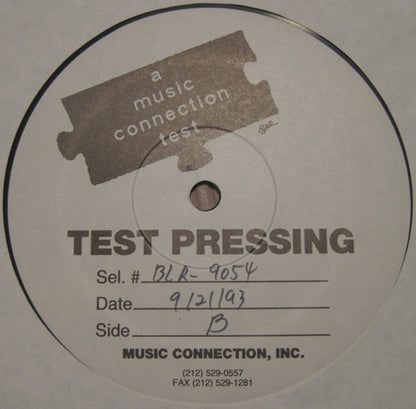 a
music
connection
test
TEST PRESSING
Sel. # BLR-9054
Date 9/21/93
Side B
MUSIC CONNECTION, INC.
(212) 529-0557
FAX (212) 529-1281